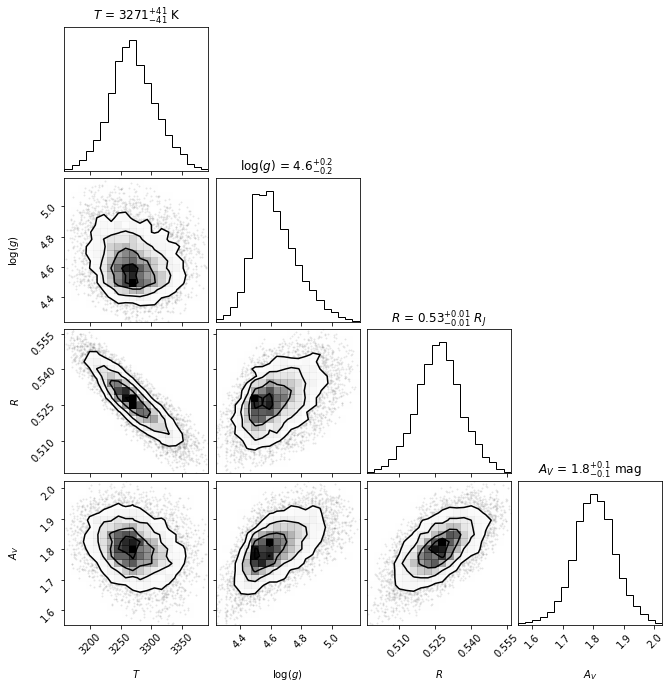 T = 3271+41−41 K
log(g) = 4.6+0.2−0.2
log(g)
5.0
4.8
4.6
4.4
R = 0.53+0.01−0.01 RJ
R
0.555
0.540
0.525
0.510
AV = 1.8+0.1−0.1 mag
AV
2.0
1.9
1.8
1.7
1.6
3200 3250 3300 3350 4.4 4.6 4.8 5.0 0.510 0.525 0.540 0.555 1.6 1.7 1.8 1.9 2.0
T log(g) R AV